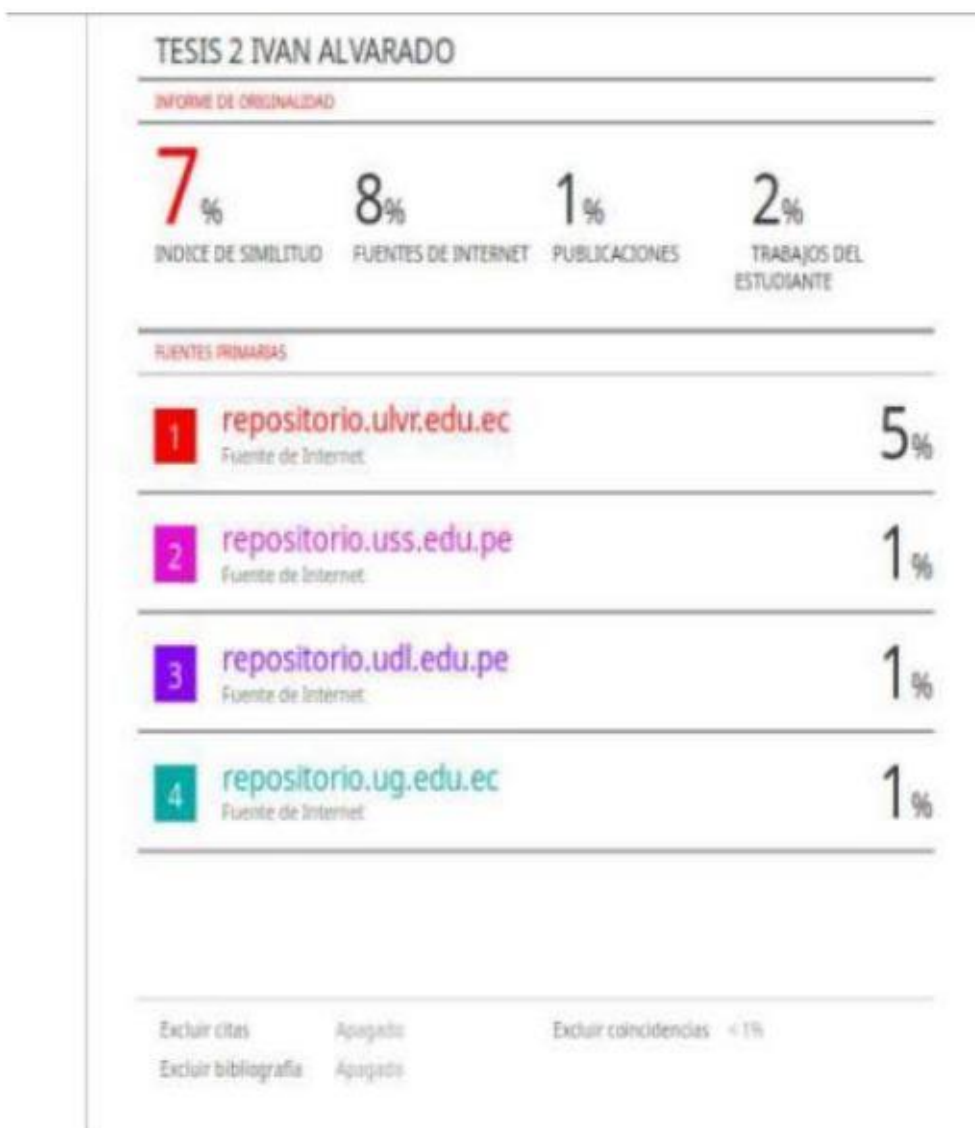 TESIS 2 IVAN ALVARADO
INFORME DE ORIGINALIDAD
7% 8% 1% 2%
INDICE DE SIMILITUD FUENTES DE INTERNET PUBLICACIONES TRABAJOS DEL
ESTUDIANTE
FUENTES PRIMARIAS
1 repositorio.ulvr.edu.ec 5%
Fuente de Internet
2 repositorio.uss.edu.pe 1%
Fuente de Internet
3 repositorio.udl.edu.pe 1%
Fuente de Internet
4 repositorio.ug.edu.ec 1%
Fuente de Internet
Excluir citas Apagado Excluir coincidencias < 1%
Excluir bibliografía Apagado